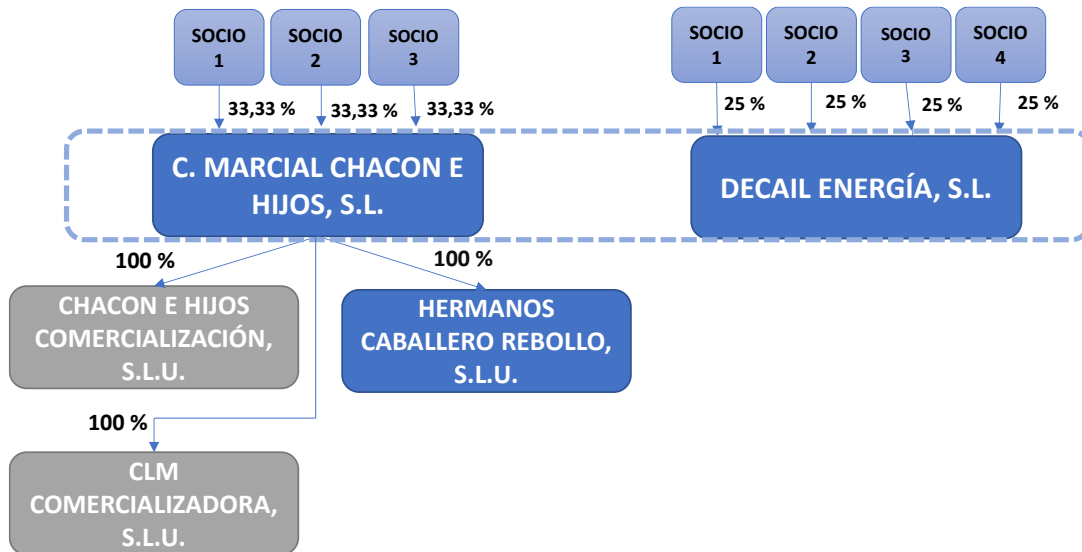 SOCIO
1
SOCIO
2
SOCIO
3
SOCIO
1
SOCIO
2
SOCIO
3
SOCIO
4
33,33 %
33,33 %
33,33 %
25 %
25 %
25 %
25 %
C. MARCIAL CHACON E
HIJOS, S.L.
DECAIL ENERGÍA, S.L.
100 %
100 %
CHACON E HIJOS
COMERCIALIZACIÓN,
S.L.U.
HERMANOS
CABALLERO REBOLLO,
S.L.U.
100 %
CLM
COMERCIALIZADORA,
S.L.U.